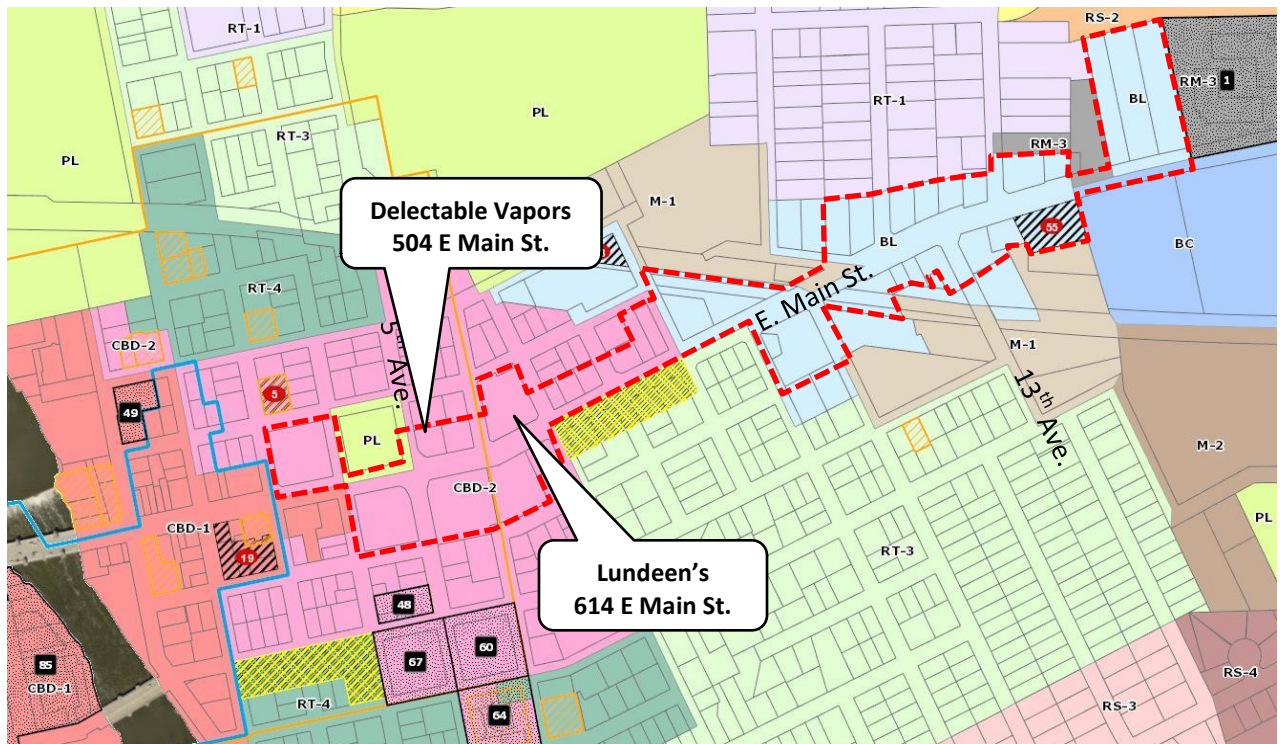 RT-1
RS-2
BL
RM-3
1
PL
PL
RT-1
RT-3
RM-3
M-1
Delectable Vapors
504 E Main St.
BL
55
BC
RT-4
E. Main St.
5th Ave.
CBD-2
M-1
13th Ave.
49
5
PL
M-2
CBD-2
PL
CBD-1
19
RT-3
Lundeen's
614 E Main St.
48
60
67
85
CBD-1
RT-4
64
RS-4
RS-3